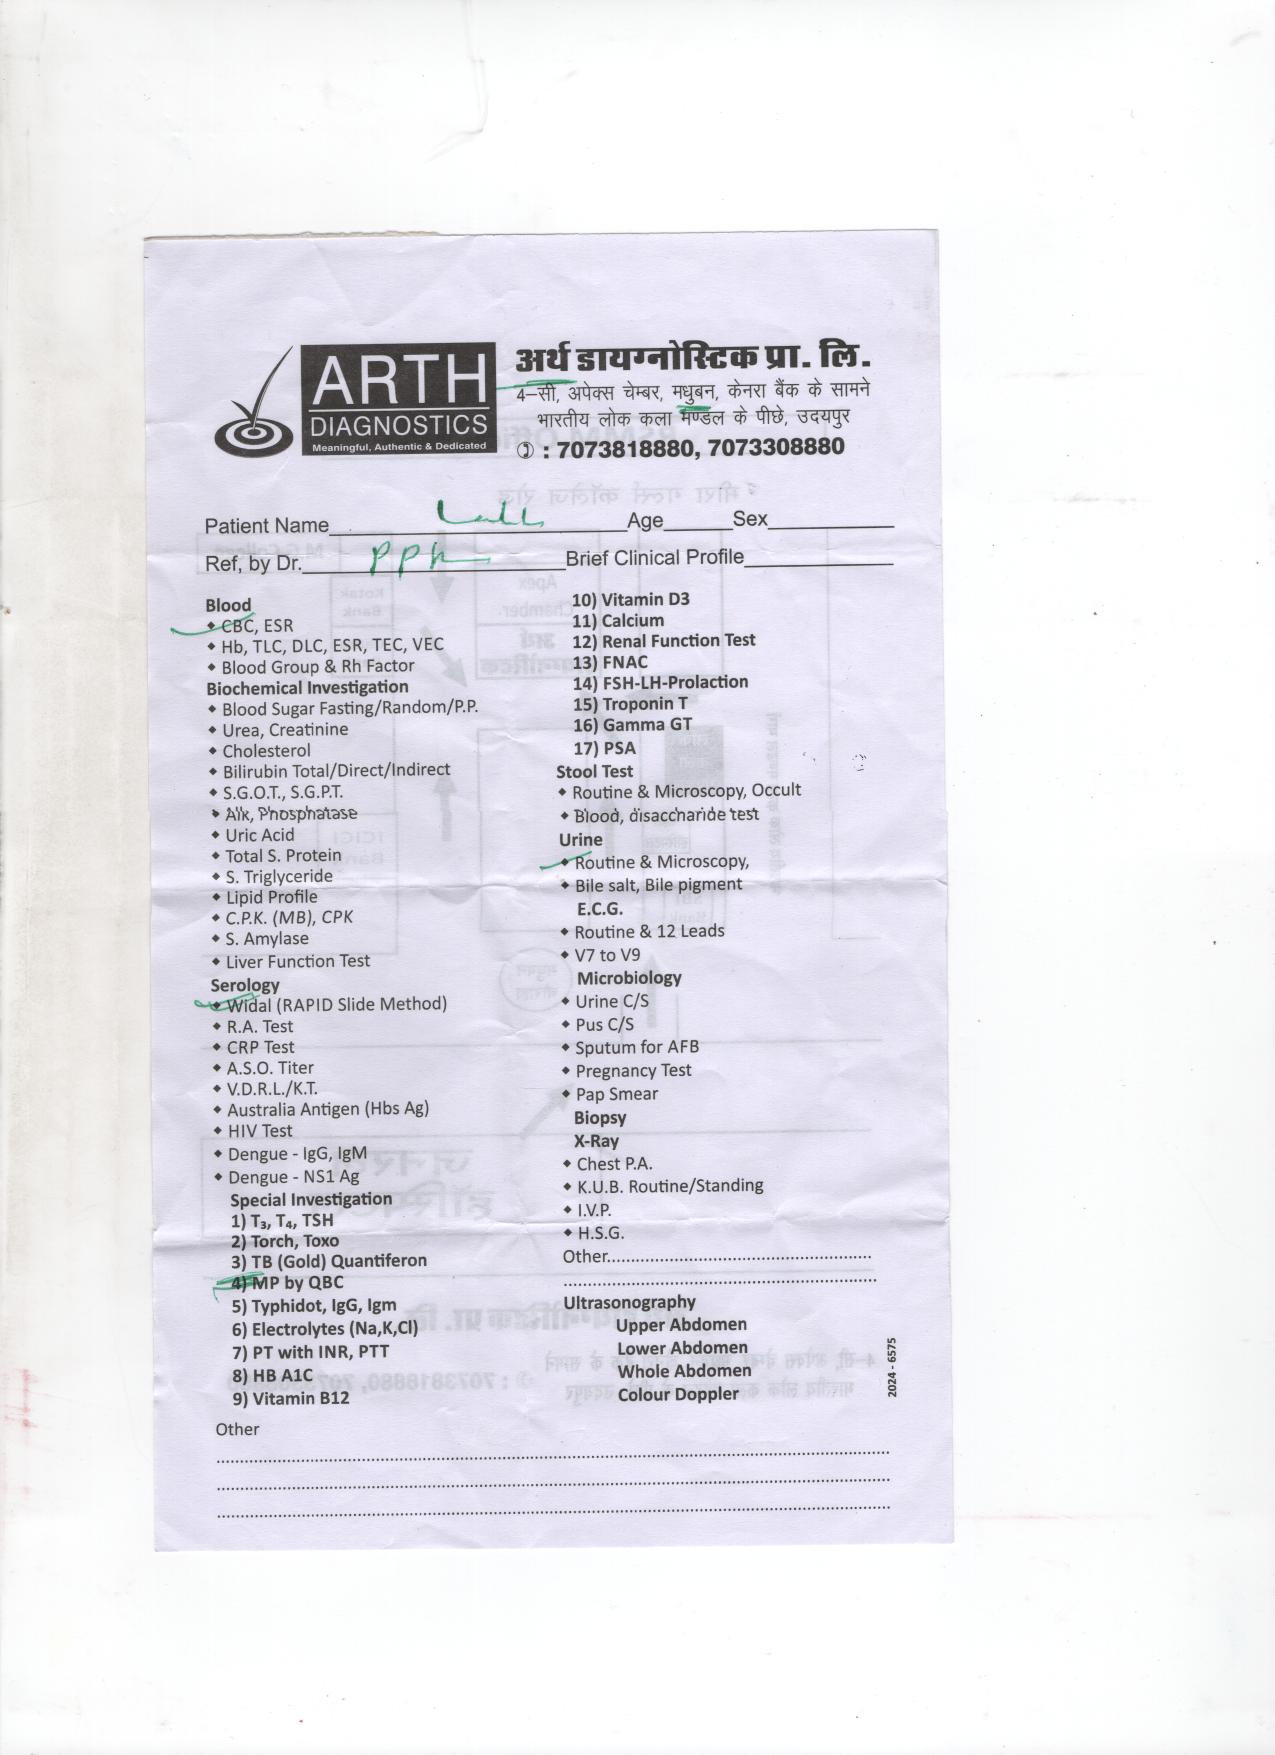 ARTH
DIAGNOSTICS
Meaningful, Authentic & Dedicated
अर्थ डायग्नोस्टिक प्रा. लि.
4-सी, अपेक्स चेम्बर, मधुबन, केनरा बैंक के सामने
भारतीय लोक कला मण्डल के पीछे, उदयपुर
✆ : 7073818880, 7073308880
Patient Name Age Sex
Ref, by Dr. Brief Clinical Profile
Blood
◆ CBC, ESR
◆ Hb, TLC, DLC, ESR, TEC, VEC
◆ Blood Group & Rh Factor
Biochemical Investigation
◆ Blood Sugar Fasting/Random/P.P.
◆ Urea, Creatinine
◆ Cholesterol
◆ Bilirubin Total/Direct/Indirect
◆ S.G.O.T., S.G.P.T.
◆ Alk, Phosphatase
◆ Uric Acid
◆ Total S. Protein
◆ S. Triglyceride
◆ Lipid Profile
◆ C.P.K. (MB), CPK
◆ S. Amylase
◆ Liver Function Test
Serology
◆ Widal (RAPID Slide Method)
◆ R.A. Test
◆ CRP Test
◆ A.S.O. Titer
◆ V.D.R.L./K.T.
◆ Australia Antigen (Hbs Ag)
◆ HIV Test
◆ Dengue - IgG, IgM
◆ Dengue - NS1 Ag
Special Investigation
1) T₃, T₄, TSH
2) Torch, Toxo
3) TB (Gold) Quantiferon
4) MP by QBC
5) Typhidot, IgG, Igm
6) Electrolytes (Na,K,Cl)
7) PT with INR, PTT
8) HB A1C
9) Vitamin B12
10) Vitamin D3
11) Calcium
12) Renal Function Test
13) FNAC
14) FSH-LH-Prolaction
15) Troponin T
16) Gamma GT
17) PSA
Stool Test
◆ Routine & Microscopy, Occult
◆ Blood, disaccharide test
Urine
◆ Routine & Microscopy,
◆ Bile salt, Bile pigment
E.C.G.
◆ Routine & 12 Leads
◆ V7 to V9
Microbiology
◆ Urine C/S
◆ Pus C/S
◆ Sputum for AFB
◆ Pregnancy Test
◆ Pap Smear
Biopsy
X-Ray
◆ Chest P.A.
◆ K.U.B. Routine/Standing
◆ I.V.P.
◆ H.S.G.
Other
Ultrasonography
Upper Abdomen
Lower Abdomen
Whole Abdomen
Colour Doppler
2024 - 6575
Other